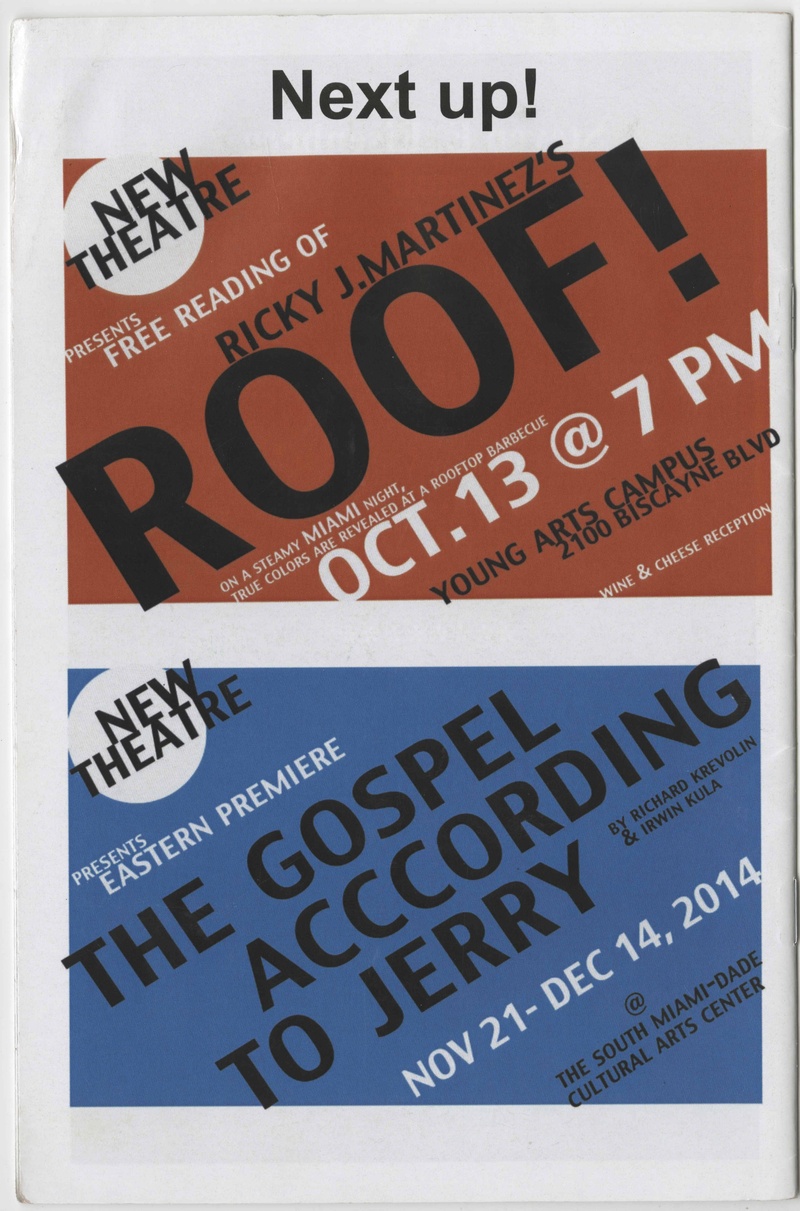 Next up!
NEW
THEATRE
PRESENTS
FREE READING OF
RICKY J.MARTINEZ'S
ROOF!
ON A STEAMY MIAMI NIGHT,
TRUE COLORS ARE REVEALED AT A ROOFTOP BARBECUE
OCT.13 @ 7 PM
YOUNG ARTS CAMPUS
2100 BISCAYNE BLVD
WINE & CHEESE RECEPTION
NEW
THEATRE
PRESENTS
EASTERN PREMIERE
THE GOSPEL
ACCCORDING
TO JERRY
BY RICHARD KREVOLIN
& IRWIN KULA
NOV 21- DEC 14, 2014
@
THE SOUTH MIAMI-DADE
CULTURAL ARTS CENTER